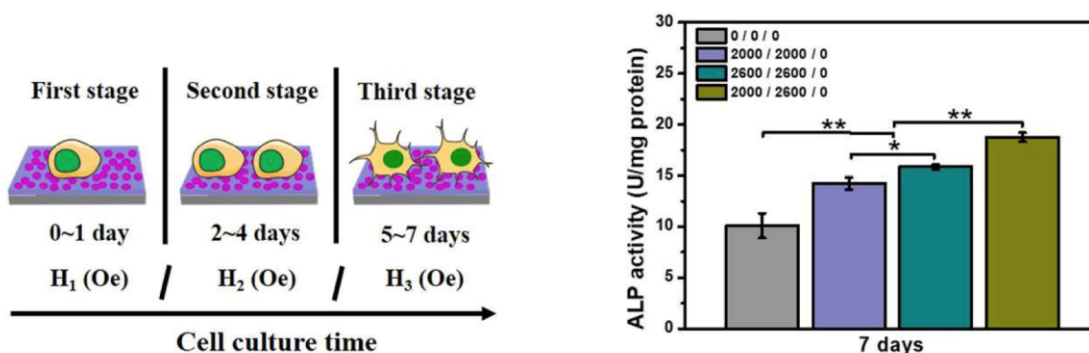 First stage
Second stage
Third stage
0~1 day
2~4 days
5~7 days
H₁ (Oe)
/
H₂ (Oe)
/
H₃ (Oe)
Cell culture time
ALP activity (U/mg protein)
30
25
20
15
10
5
0
0 / 0 / 0
2000 / 2000 / 0
2600 / 2600 / 0
2000 / 2600 / 0
**
**
*
7 days